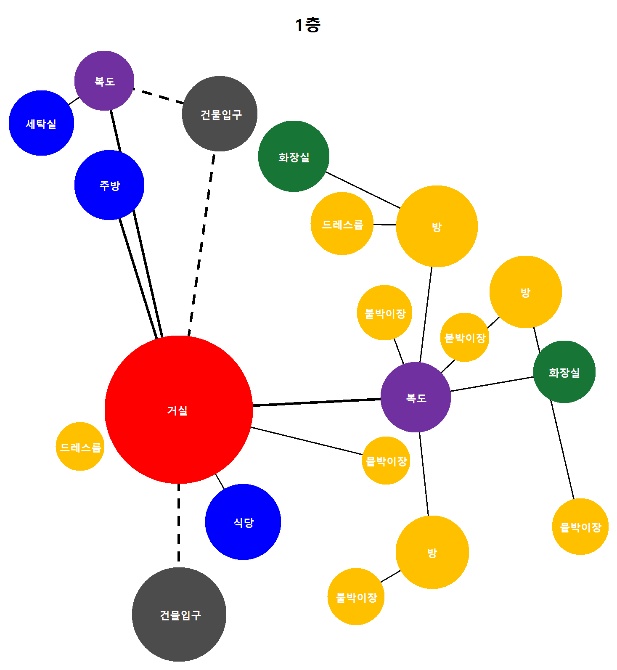 1층
복도
건물입구
세탁실
화장실
주방
드레스룸
방
방
붙박이장
붙박이장
화장실
복도
거실
드레스룸
붙박이장
식당
붙박이장
방
붙박이장
건물입구